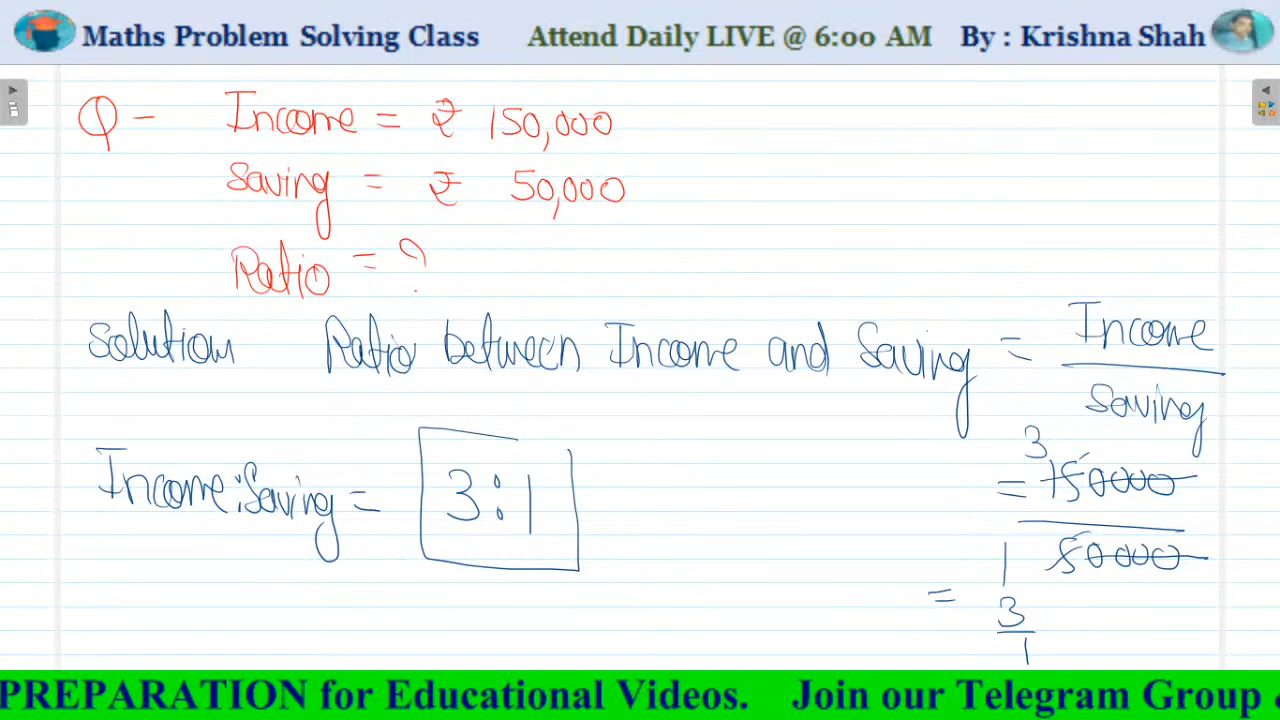 Maths Problem Solving Class Attend Daily LIVE @ 6:00 AM By : Krishna Shah
Q - Income = ₹ 150,000
Saving = ₹ 50,000
Ratio = ?
Solution Ratio between Income and Saving = Income
Saving
Income : Saving = 3:1
3
= 150000
1 50000
= 3
1
PREPARATION for Educational Videos. Join our Telegram Group